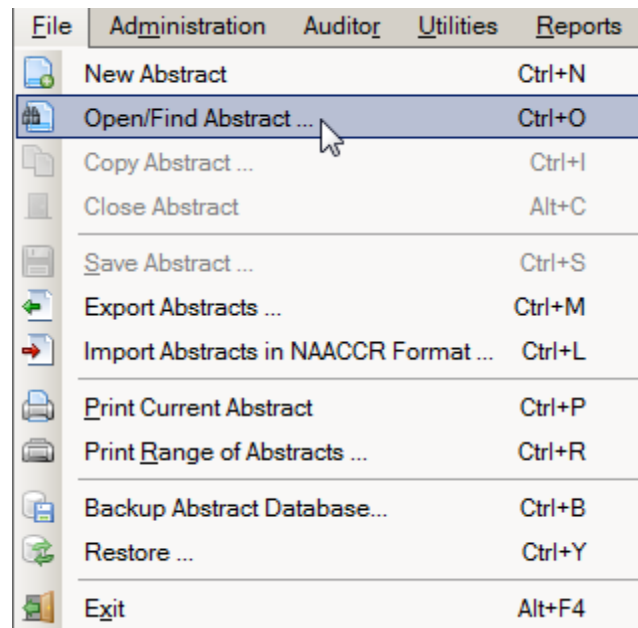 File Administration Auditor Utilities Reports
New Abstract Ctrl+N
Open/Find Abstract ... Ctrl+O
Copy Abstract ... Ctrl+I
Close Abstract Alt+C
Save Abstract ... Ctrl+S
Export Abstracts ... Ctrl+M
Import Abstracts in NAACCR Format ... Ctrl+L
Print Current Abstract Ctrl+P
Print Range of Abstracts ... Ctrl+R
Backup Abstract Database... Ctrl+B
Restore ... Ctrl+Y
Exit Alt+F4